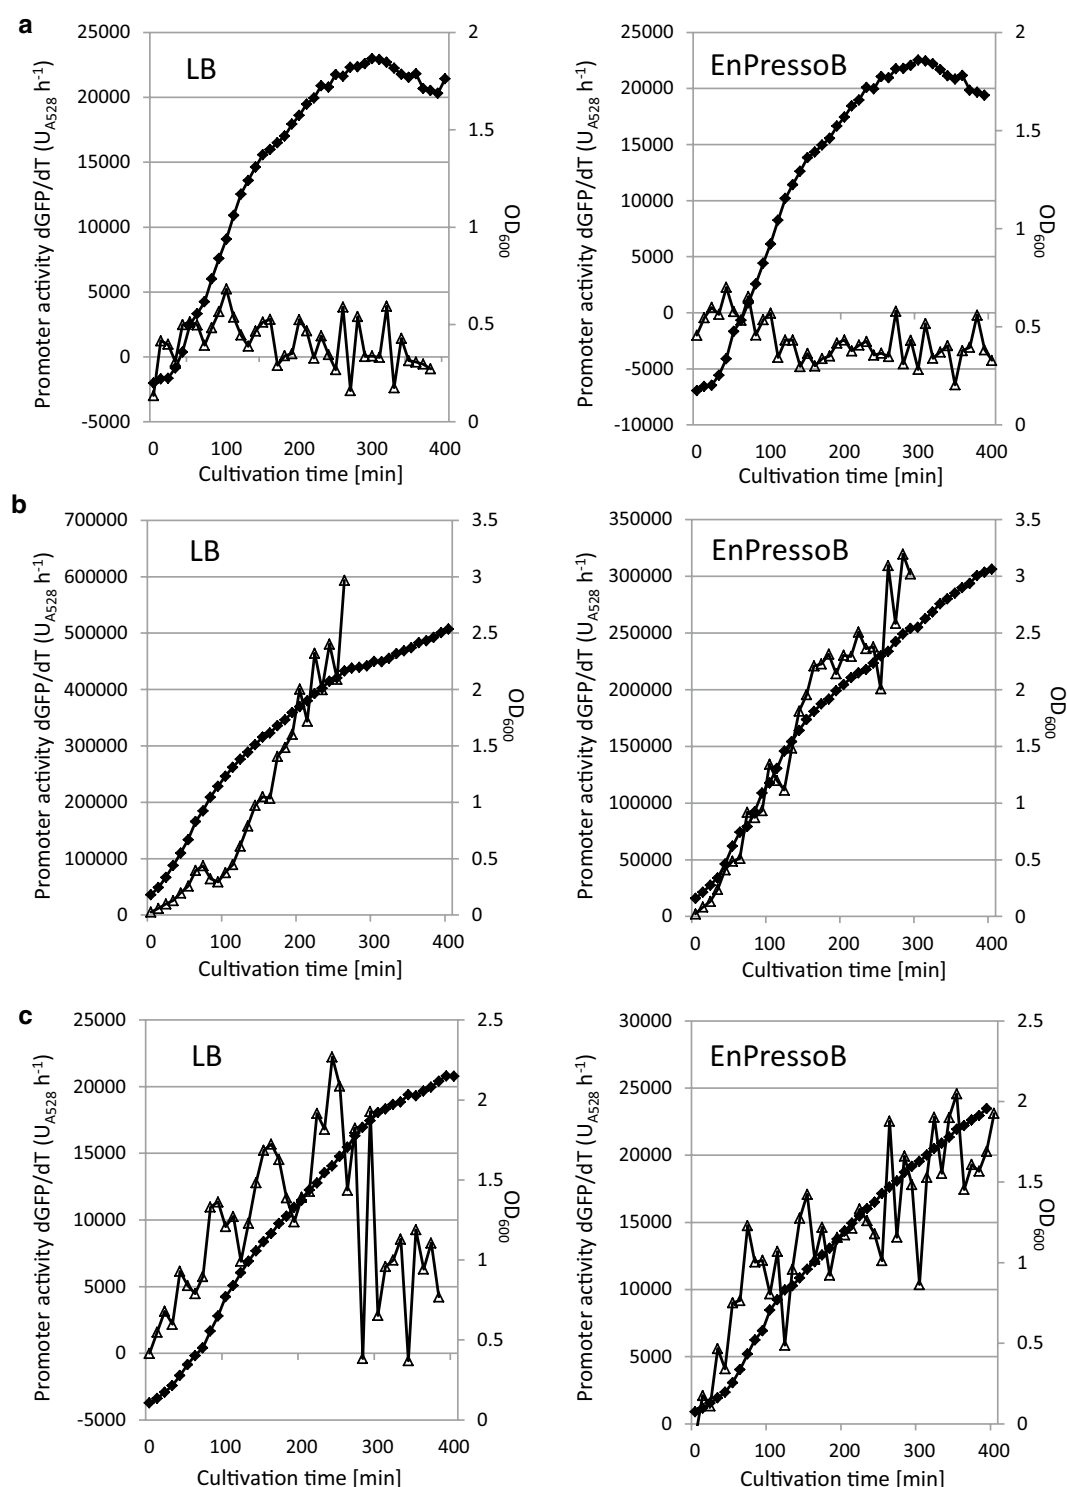 a
LB
EnPressoB
Promoter activity dGFP/dT (U_A528 h⁻¹)
25000
20000
15000
10000
5000
0
-5000
2
1.5
1
0.5
0
OD₆₀₀
0 100 200 300 400
Cultivation time [min]
Promoter activity dGFP/dT (U_A528 h⁻¹)
25000
20000
15000
10000
5000
0
-5000
-10000
2
1.5
1
0.5
0
OD₆₀₀
0 100 200 300 400
Cultivation time [min]
b
LB
EnPressoB
Promoter activity dGFP/dT (U_A528 h⁻¹)
700000
600000
500000
400000
300000
200000
100000
0
3.5
3
2.5
2
1.5
1
0.5
0
OD₆₀₀
0 100 200 300 400
Cultivation time [min]
Promoter activity dGFP/dT (U_A528 h⁻¹)
350000
300000
250000
200000
150000
100000
50000
0
3.5
3
2.5
2
1.5
1
0.5
0
OD₆₀₀
0 100 200 300 400
Cultivation time [min]
c
LB
EnPressoB
Promoter activity dGFP/dT (U_A528 h⁻¹)
25000
20000
15000
10000
5000
0
-5000
2.5
2
1.5
1
0.5
0
OD₆₀₀
0 100 200 300 400
Cultivation time [min]
Promoter activity dGFP/dT (U_A528 h⁻¹)
30000
25000
20000
15000
10000
5000
0
2.5
2
1.5
1
0.5
0
OD₆₀₀
0 100 200 300 400
Cultivation time [min]